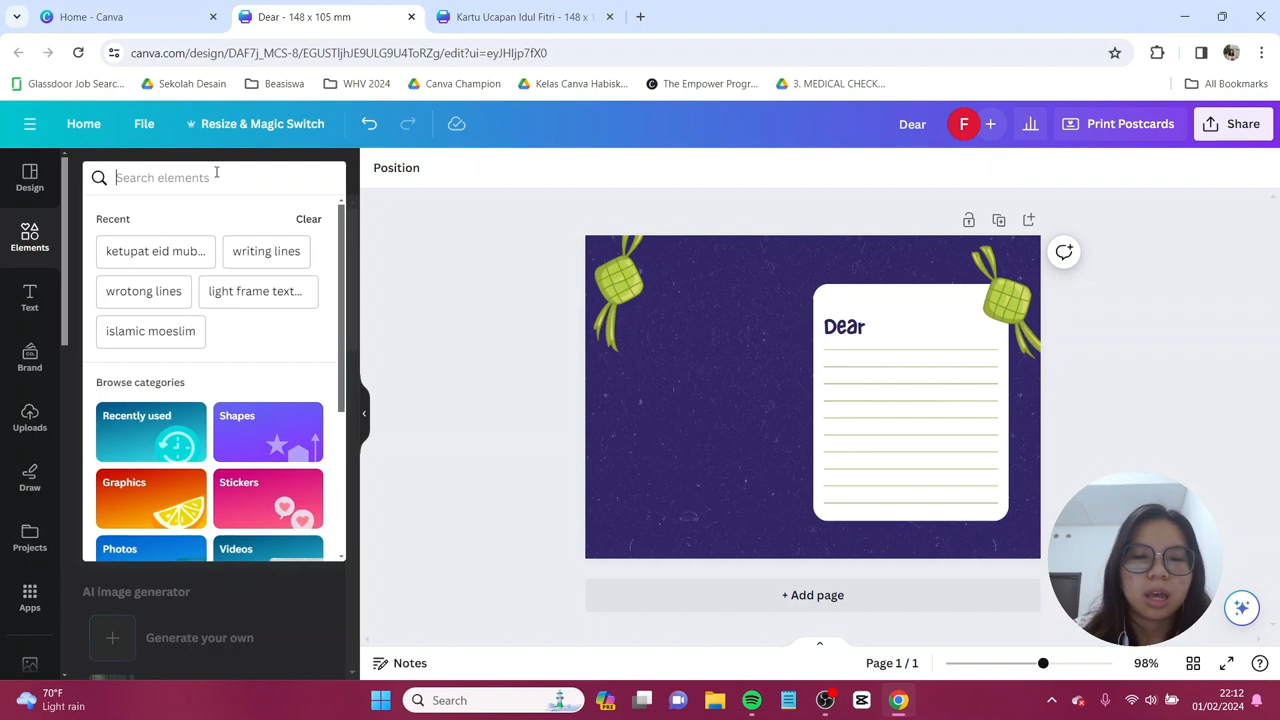 Home - Canva
Dear - 148 x 105 mm
Kartu Ucapan Idul Fitri - 148 x 1
canva.com/design/DAF7j_MCS-8/EGUSTljhJE9ULG9U4ToRZg/edit?ui=eyJHIjp7fX0
Glassdoor Job Sear...
Sekolah Desain
Beasiswa
WHV 2024
Canva Champion
Kelas Canva Habisk...
The Empower Progr...
3. MEDICAL CHECK...
All Bookmarks
Home
File
Resize & Magic Switch
Dear
F
Print Postcards
Share
Design
Elements
Text
Brand
Uploads
Draw
Projects
Apps
Search elements
Recent
Clear
ketupat eid mub...
writing lines
wrotong lines
light frame text...
islamic moeslim
Browse categories
Recently used
Shapes
Graphics
Stickers
Photos
Videos
AI image generator
Generate your own
Position
Dear
+ Add page
Notes
Page 1 / 1
98%
70°F
Light rain
Search
PRE
22:12
01/02/2024